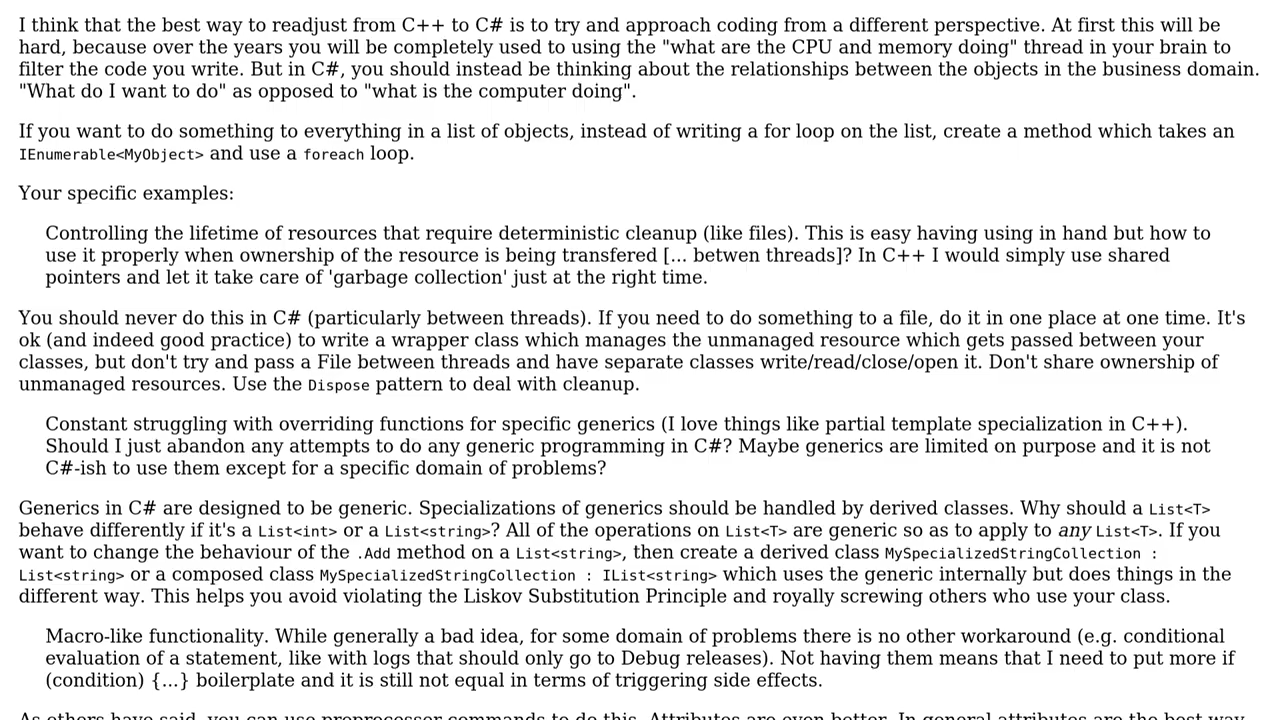 I think that the best way to readjust from C++ to C# is to try and approach coding from a different perspective. At first this will be
hard, because over the years you will be completely used to using the "what are the CPU and memory doing" thread in your brain to
filter the code you write. But in C#, you should instead be thinking about the relationships between the objects in the business domain.
"What do I want to do" as opposed to "what is the computer doing".
If you want to do something to everything in a list of objects, instead of writing a for loop on the list, create a method which takes an
IEnumerable<MyObject> and use a foreach loop.
Your specific examples:
Controlling the lifetime of resources that require deterministic cleanup (like files). This is easy having using in hand but how to
use it properly when ownership of the resource is being transfered [... betwen threads]? In C++ I would simply use shared
pointers and let it take care of 'garbage collection' just at the right time.
You should never do this in C# (particularly between threads). If you need to do something to a file, do it in one place at one time. It's
ok (and indeed good practice) to write a wrapper class which manages the unmanaged resource which gets passed between your
classes, but don't try and pass a File between threads and have separate classes write/read/close/open it. Don't share ownership of
unmanaged resources. Use the Dispose pattern to deal with cleanup.
Constant struggling with overriding functions for specific generics (I love things like partial template specialization in C++).
Should I just abandon any attempts to do any generic programming in C#? Maybe generics are limited on purpose and it is not
C#-ish to use them except for a specific domain of problems?
Generics in C# are designed to be generic. Specializations of generics should be handled by derived classes. Why should a List<T>
behave differently if it's a List<int> or a List<string>? All of the operations on List<T> are generic so as to apply to any List<T>. If you
want to change the behaviour of the .Add method on a List<string>, then create a derived class MySpecializedStringCollection :
List<string> or a composed class MySpecializedStringCollection : IList<string> which uses the generic internally but does things in the
different way. This helps you avoid violating the Liskov Substitution Principle and royally screwing others who use your class.
Macro-like functionality. While generally a bad idea, for some domain of problems there is no other workaround (e.g. conditional
evaluation of a statement, like with logs that should only go to Debug releases). Not having them means that I need to put more if
(condition) {...} boilerplate and it is still not equal in terms of triggering side effects.
As others have said, you can use preprocessor commands to do this. Attributes are even better. In general attributes are the best way